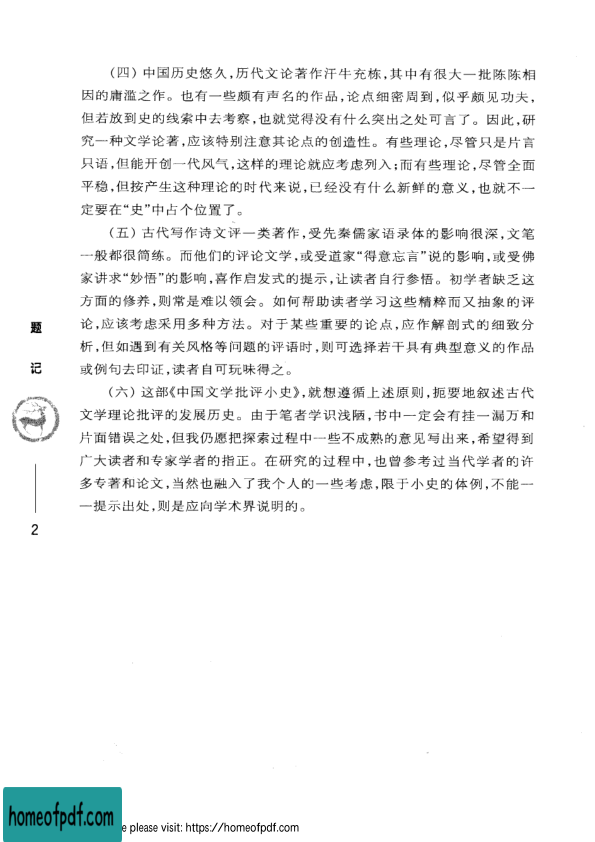 (四) 中国历史悠久,历代文论著作汗牛充栋,其中有很大一批陈陈相
因的庸滥之作。也有一些颇有声名的作品,论点细密周到,似乎颇见功夫,
但若放到史的线索中去考察,也就觉得没有什么突出之处可言了。因此,研
究一种文学论著,应该特别注意其论点的创造性。有些理论,尽管只是片言
只语,但能开创一代风气,这样的理论就应考虑列入;而有些理论,尽管全面
平稳,但按产生这种理论的时代来说,已经没有什么新鲜的意义,也就不一
定要在“史”中占个位置了。
(五) 古代写作诗文评一类著作,受先秦儒家语录体的影响很深,文笔
一般都很简练。而他们的评论文学,或受道家“得意忘言”说的影响,或受佛
家讲求“妙悟”的影响,喜作启发式的提示,让读者自行参悟。初学者缺乏这
方面的修养,则常是难以领会。如何帮助读者学习这些精粹而又抽象的评
论,应该考虑采用多种方法。对于某些重要的论点,应作解剖式的细致分
析,但如遇到有关风格等问题的评语时,则可选择若干具有典型意义的作品
或例句去印证,读者自可玩味得之。
(六) 这部《中国文学批评小史》,就想遵循上述原则,扼要地叙述古代
文学理论批评的发展历史。由于笔者学识浅陋,书中一定会有挂一漏万和
片面错误之处,但我仍愿把探索过程中一些不成熟的意见写出来,希望得到
广大读者和专家学者的指正。在研究的过程中,也曾参考过当代学者的许
多专著和论文,当然也融入了我个人的一些考虑,限于小史的体例,不能一
一提示出处,则是应向学术界说明的。
题
记
2
homeofpdf.com
e please visit: https://homeofpdf.com